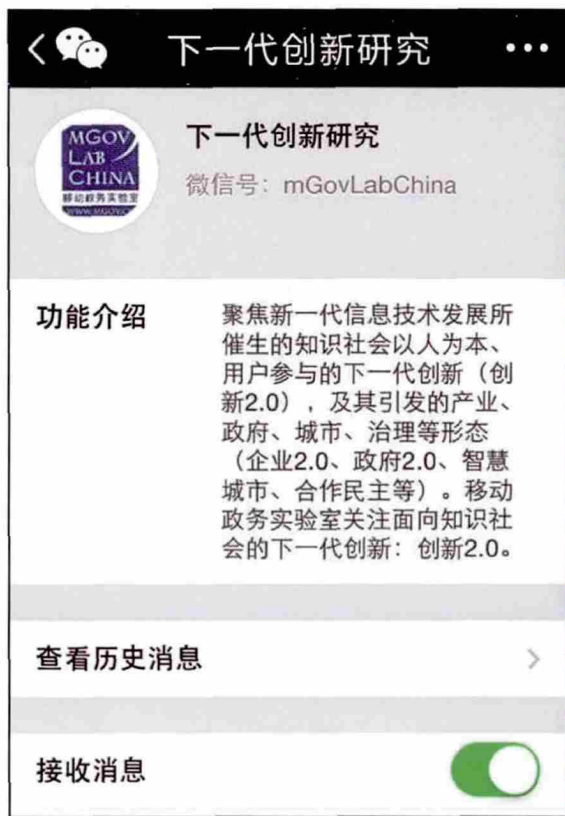 下一代创新研究
MGOV
LAB
CHINA
移动政务实验室
WWW.MGOV.C
下一代创新研究
微信号：mGovLabChina
功能介绍
聚焦新一代信息技术发展所
催生的知识社会以人为本、
用户参与的下一代创新（创
新2.0），及其引发的产业、
政府、城市、治理等形态
（企业2.0、政府2.0、智慧
城市、合作民主等）。移动
政务实验室关注面向知识社
会的下一代创新：创新2.0。
查看历史消息
接收消息